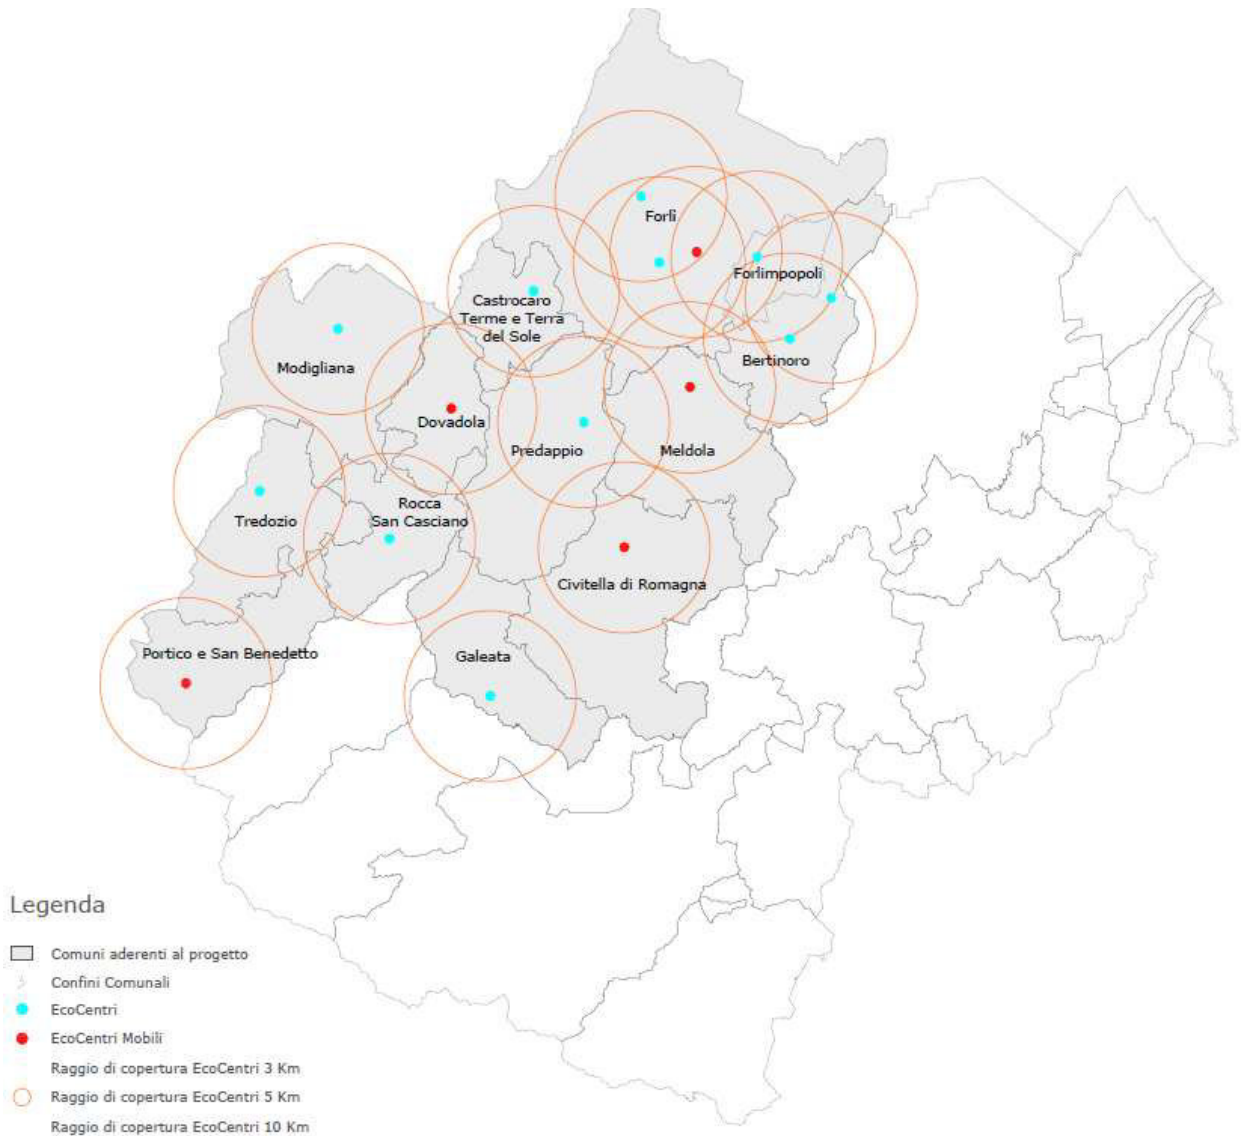 Forlì
Forlimpopoli
Castrocaro
Terme e Terra
del Sole
Bertinoro
Modigliana
Dovadola
Predappio
Meldola
Rocca
San Casciano
Tredozio
Civitella di Romagna
Portico e San Benedetto
Galeata
Legenda
Comuni aderenti al progetto
Confini Comunali
EcoCentri
EcoCentri Mobili
Raggio di copertura EcoCentri 3 Km
Raggio di copertura EcoCentri 5 Km
Raggio di copertura EcoCentri 10 Km